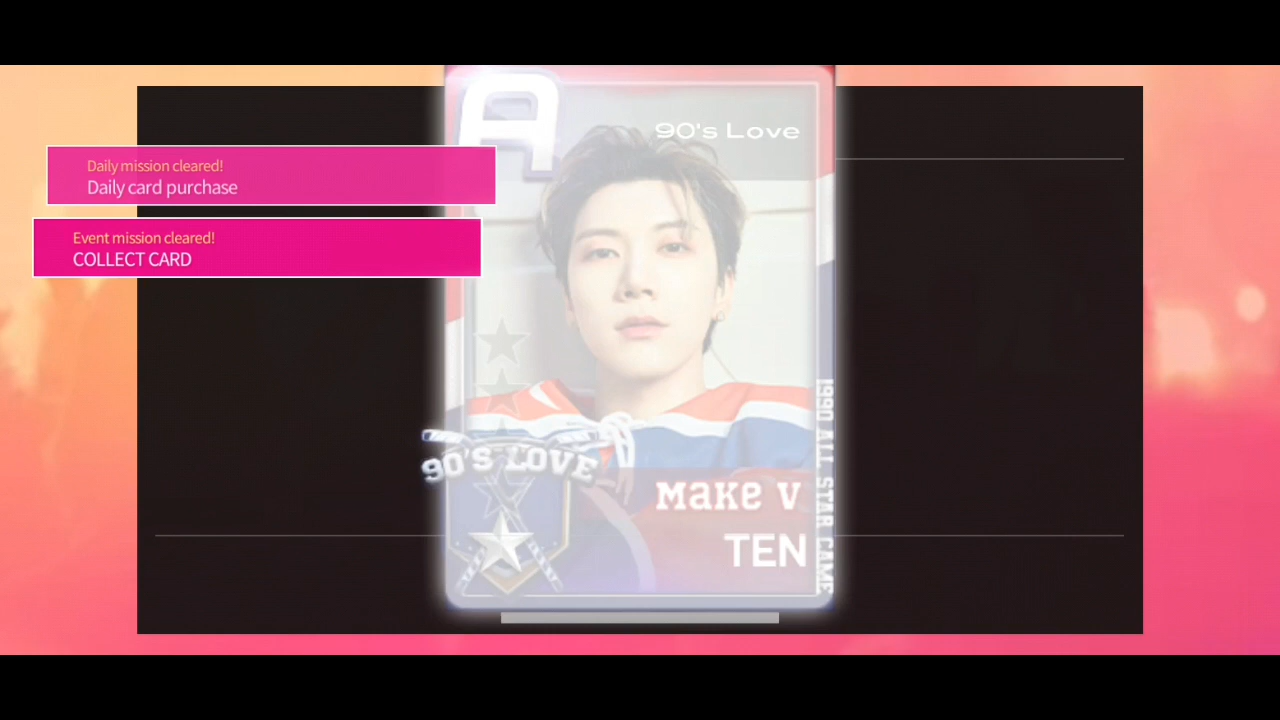 A
90's Love
Daily mission cleared!
Daily card purchase
Event mission cleared!
COLLECT CARD
90'S LOVE
Make V
TEN
1990 ALL STAR GAME